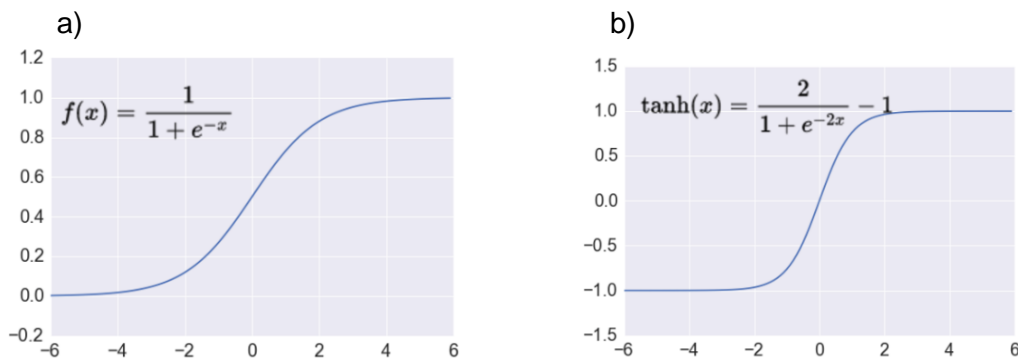 a)
b)
1.2
1.0
0.8
0.6
0.4
0.2
0.0
−0.2
−6 −4 −2 0 2 4 6
f(x) = 1 / (1 + e^{−x})
1.5
1.0
0.5
0.0
−0.5
−1.0
−1.5
−6 −4 −2 0 2 4 6
tanh(x) = 2 / (1 + e^{−2x}) − 1